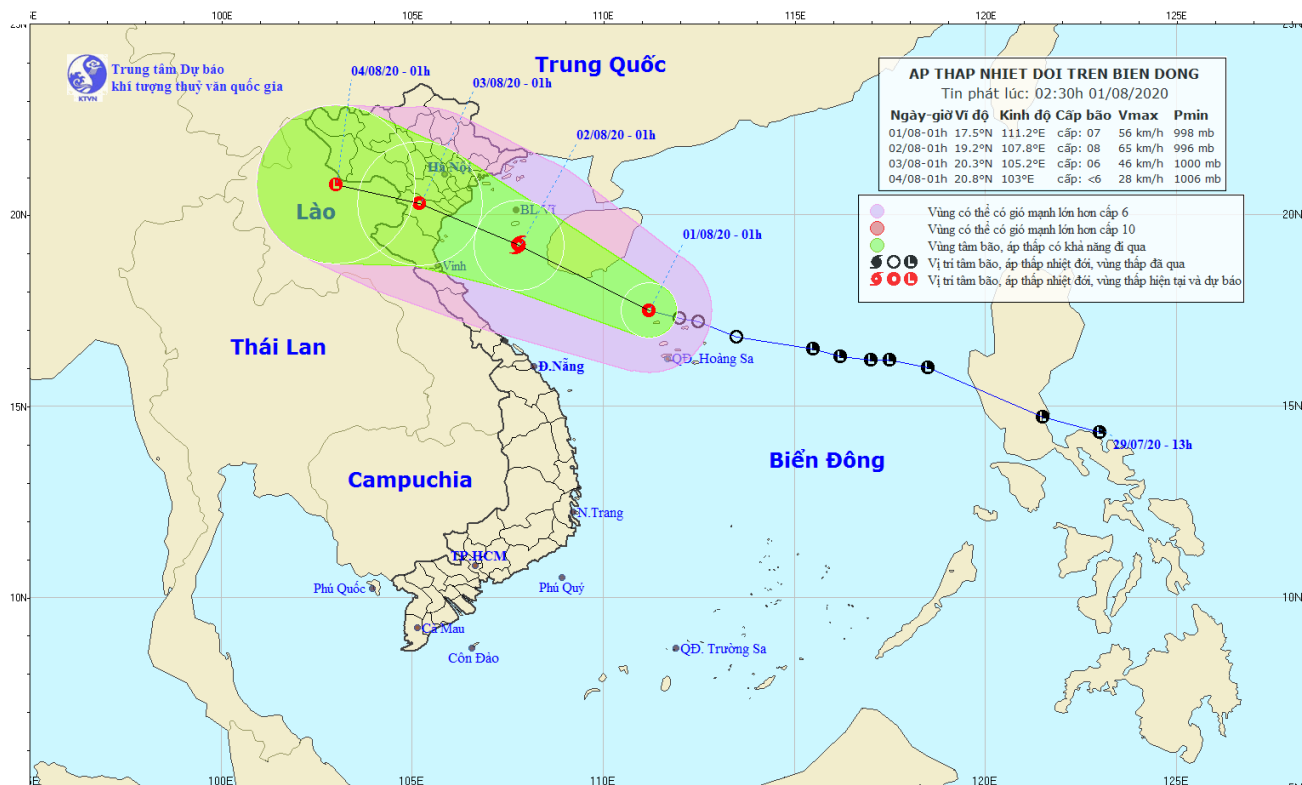 E
100E
105E
110E
115E
120E
125E
Trung tâm Dự báo
khí tượng thuỷ văn quốc gia
KTVN
Trung Quốc
04/08/20 - 01h
03/08/20 - 01h
02/08/20 - 01h
01/08/20 - 01h
AP THAP NHIET DOI TREN BIEN DONG
Tin phát lúc: 02:30h 01/08/2020
Ngày-giờ Vĩ độ Kinh độ Cấp bão Vmax Pmin
01/08-01h 17.5°N 111.2°E cấp: 07 56 km/h 998 mb
02/08-01h 19.2°N 107.8°E cấp: 08 65 km/h 996 mb
03/08-01h 20.3°N 105.2°E cấp: 06 46 km/h 1000 mb
04/08-01h 20.8°N 103°E cấp: <6 28 km/h 1006 mb
Vùng có thể có gió mạnh lớn hơn cấp 6
Vùng có thể có gió mạnh lớn hơn cấp 10
Vùng tâm bão, áp thấp có khả năng đi qua
Vị trí tâm bão, áp thấp nhiệt đới, vùng thấp đã qua
Vị trí tâm bão, áp thấp nhiệt đới, vùng thấp hiện tại và dự báo
Hà Nội
20N
Lào
BL Vĩ
20N
Vinh
Thái Lan
QĐ. Hoàng Sa
Đ.Nẵng
15N
15N
29/07/20 - 13h
Biển Đông
Campuchia
N.Trang
TP.HCM
Phú Quốc
Phú Quý
10N
10N
Cà Mau
Côn Đảo
QĐ. Trường Sa
100E
105E
110E
120E
125E